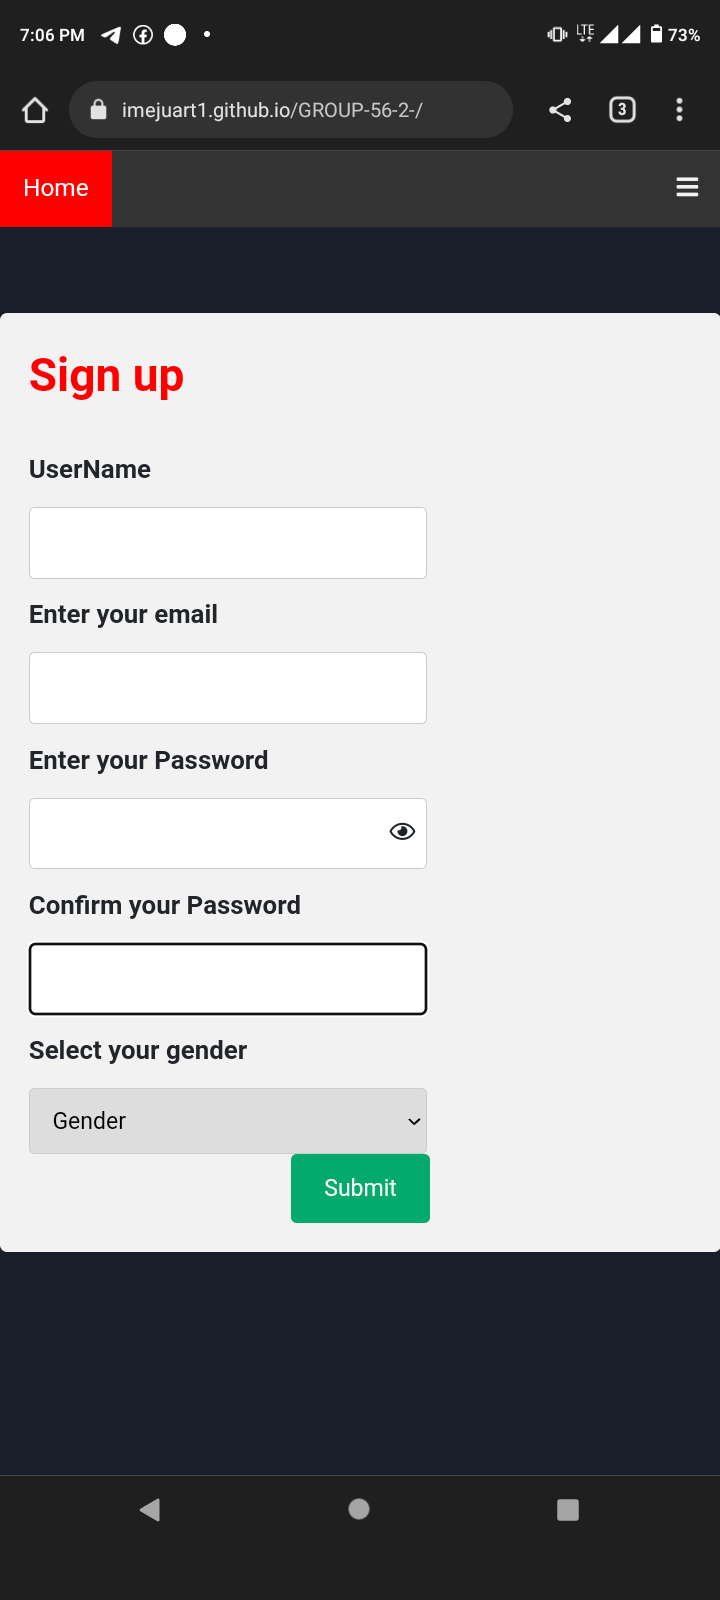 7:06 PM LTE 73%
imejuart1.github.io/GROUP-56-2-/ 3
Home
Sign up
UserName
Enter your email
Enter your Password
Confirm your Password
Select your gender
Gender
Submit